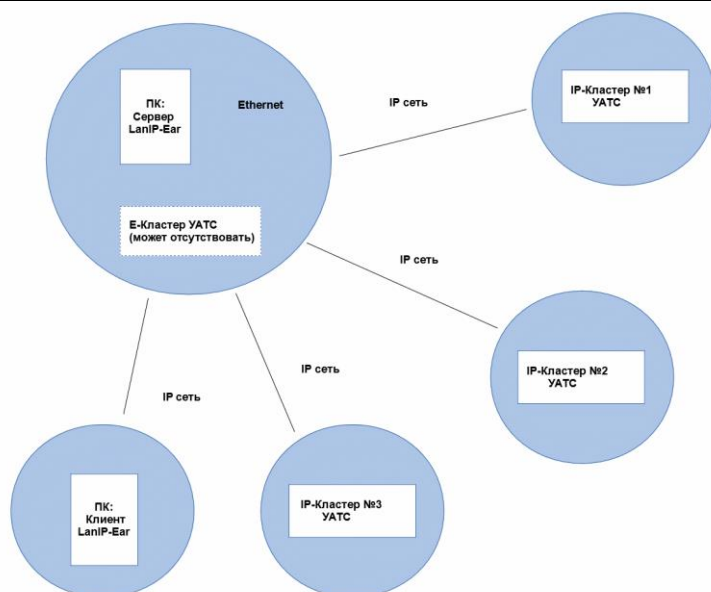 ПК:
Сервер
LanIP-Ear
Ethernet
IP сеть
IP-Кластер №1
УАТС
Е-Кластер УАТС
(может отсутствовать)
IP сеть
IP-Кластер №2
УАТС
IP сеть
IP сеть
ПК:
Клиент
LanIP-Ear
IP-Кластер №3
УАТС